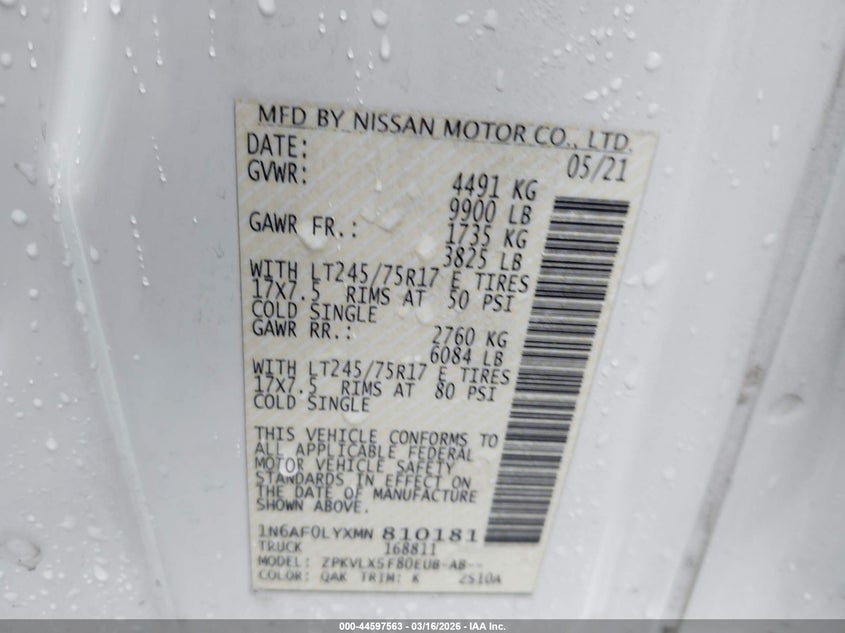 MFD BY NISSAN MOTOR CO., LTD.
DATE: 05/21
GVWR: 4491 KG
9900 LB
GAWR FR.: 1735 KG
3825 LB
WITH LT245/75R17 E TIRES
17X7.5 RIMS AT 50 PSI
COLD SINGLE
GAWR RR.: 2760 KG
6084 LB
WITH LT245/75R17 E TIRES
17X7.5 RIMS AT 80 PSI
COLD SINGLE
THIS VEHICLE CONFORMS TO
ALL APPLICABLE FEDERAL
MOTOR VEHICLE SAFETY
STANDARDS IN EFFECT ON
THE DATE OF MANUFACTURE
SHOWN ABOVE.
1N6AF0LYXMN 810181
TRUCK 168811
MODEL: ZPKVLX5F80EUB-AB--
COLOR: QAK TRIM: K 2S10A
000-44597563 — 03/16/2026 — IAA Inc.